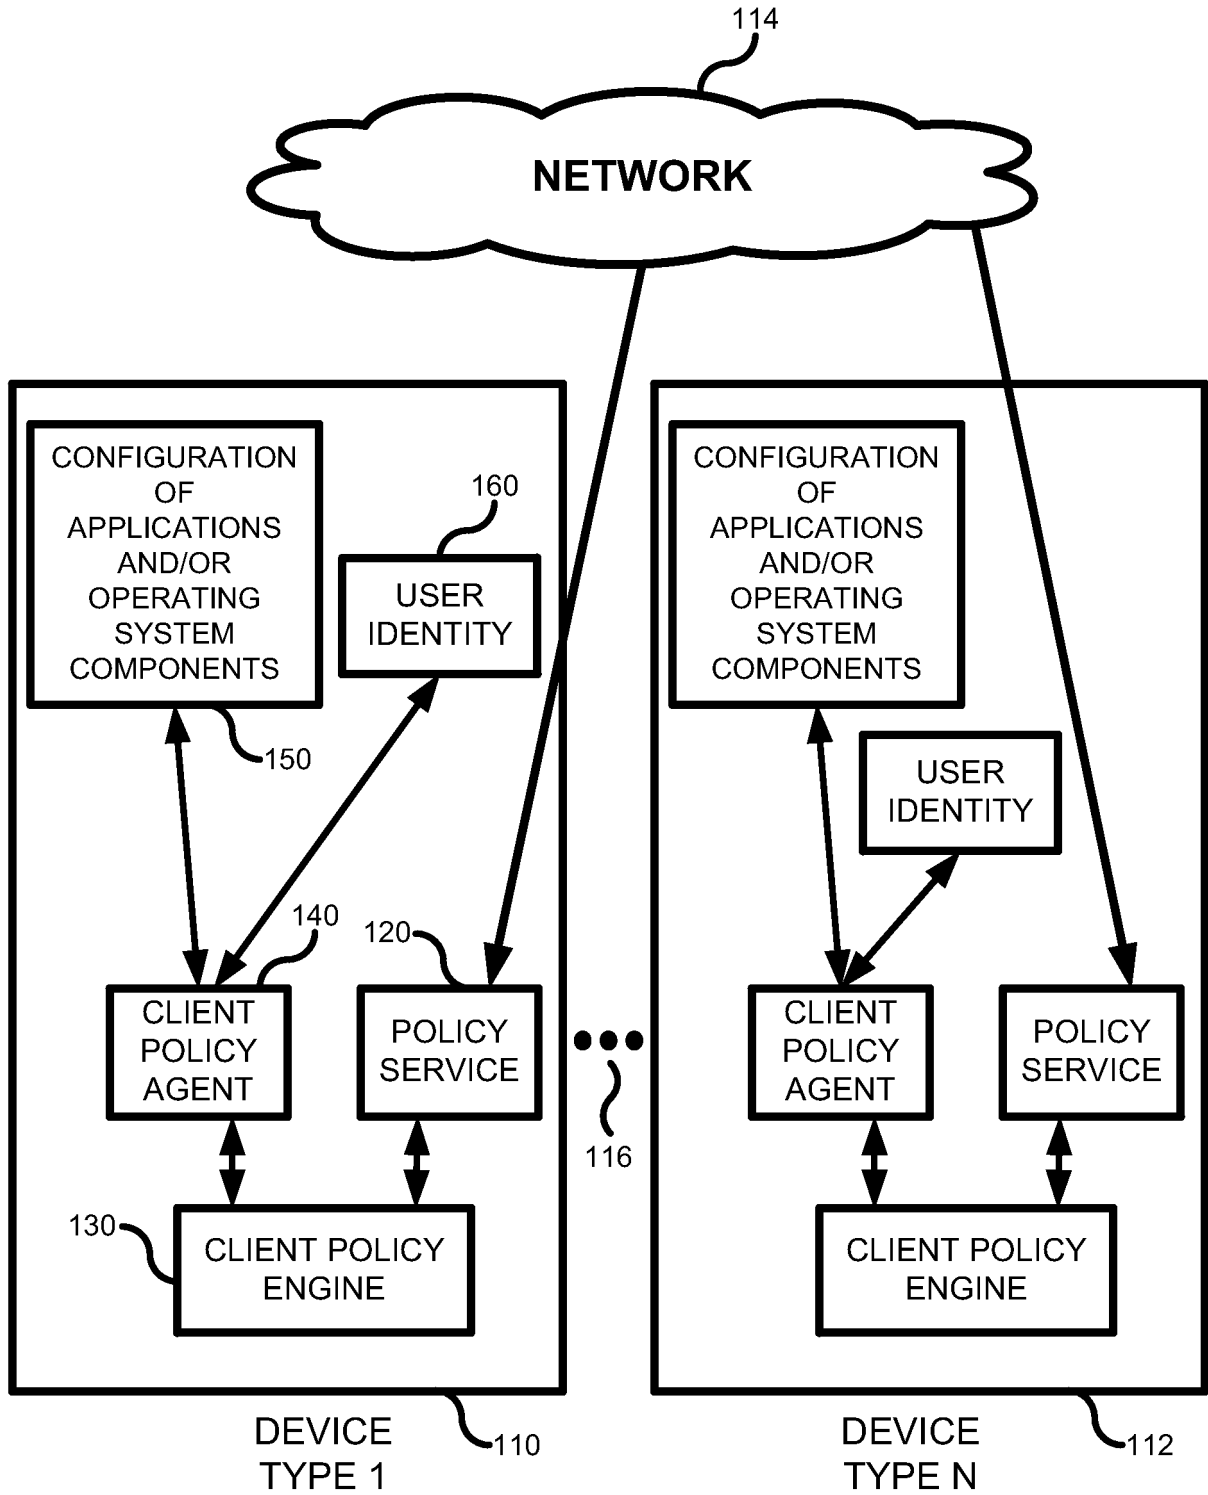 114
NETWORK
CONFIGURATION
OF
APPLICATIONS
AND/OR
OPERATING
SYSTEM
COMPONENTS
150
160
USER
IDENTITY
140
CLIENT
POLICY
AGENT
120
POLICY
SERVICE
130
CLIENT POLICY
ENGINE
110
DEVICE
TYPE 1
116
CONFIGURATION
OF
APPLICATIONS
AND/OR
OPERATING
SYSTEM
COMPONENTS
USER
IDENTITY
CLIENT
POLICY
AGENT
POLICY
SERVICE
CLIENT POLICY
ENGINE
112
DEVICE
TYPE N